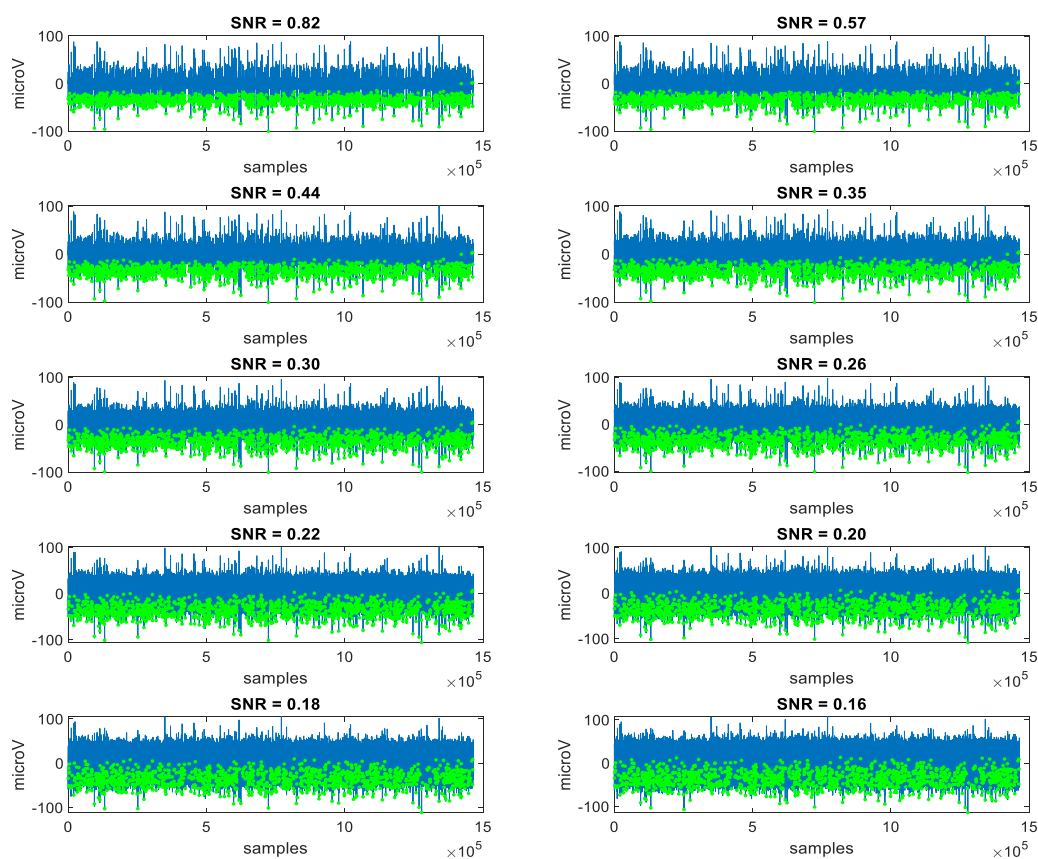 SNR = 0.82
100
0
-100
microV
0
5
10
15
samples
×10^5
SNR = 0.57
100
0
-100
microV
0
5
10
15
samples
×10^5
SNR = 0.44
100
0
-100
microV
0
5
10
15
samples
×10^5
SNR = 0.35
100
0
-100
microV
0
5
10
15
samples
×10^5
SNR = 0.30
100
0
-100
microV
0
5
10
15
samples
×10^5
SNR = 0.26
100
0
-100
microV
0
5
10
15
samples
×10^5
SNR = 0.22
100
0
-100
microV
0
5
10
15
samples
×10^5
SNR = 0.20
100
0
-100
microV
0
5
10
15
samples
×10^5
SNR = 0.18
100
0
-100
microV
0
5
10
15
samples
×10^5
SNR = 0.16
100
0
-100
microV
0
5
10
15
samples
×10^5